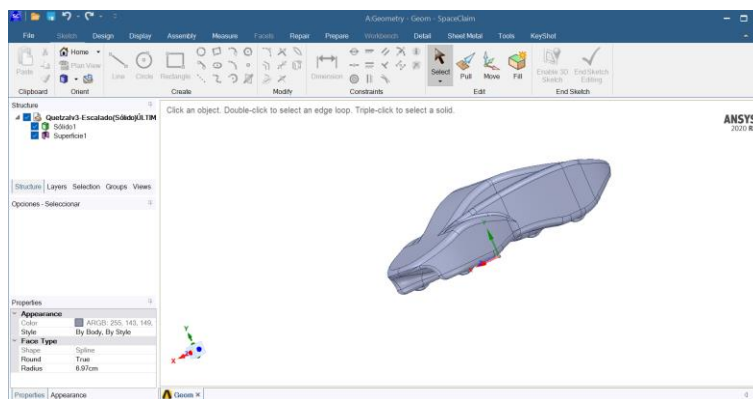 A:Geometry - Geom - SpaceClaim
File Sketch Design Display Assembly Measure Facets Repair Prepare Workbench Detail Sheet Metal Tools KeyShot
Home
Plan View
Paste
Line Circle Rectangle
Dimension
Select Pull Move Fill
Enable 3D Sketch
End Sketch Editing
Clipboard Orient Create Modify Constraints Edit End Sketch
Structure
Quetzalv3-Escalado(Sólido)ÚLTIM
Sólido1
Superficie1
Structure Layers Selection Groups Views
Opciones - Seleccionar
Properties
Appearance
Color ARGB: 255, 143, 149,
Style By Body, By Style
Face Type
Shape Spline
Round True
Radius 6.97cm
Properties Appearance
Click an object. Double-click to select an edge loop. Triple-click to select a solid.
ANSYS
2020 R
Y
Y
X
Geom